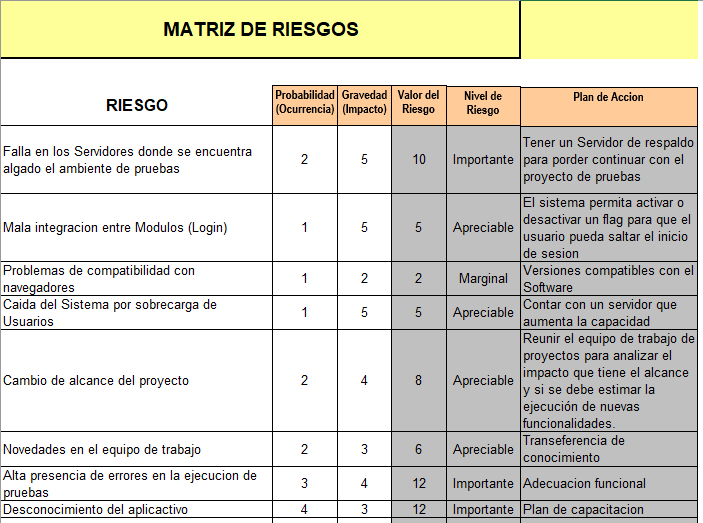 MATRIZ DE RIESGOS
RIESGO
Probabilidad
(Ocurrencia)
Gravedad
(Impacto)
Valor del
Riesgo
Nivel de
Riesgo
Plan de Accion
Falla en los Servidores donde se encuentra
algado el ambiente de pruebas
2
5
10
Importante
Tener un Servidor de respaldo
para porder continuar con el
proyecto de pruebas
Mala integracion entre Modulos (Login)
1
5
5
Apreciable
El sistema permita activar o
desactivar un flag para que el
usuario pueda saltar el inicio
de sesion
Problemas de compatibilidad con
navegadores
1
2
2
Marginal
Versiones compatibles con el
Software
Caida del Sistema por sobrecarga de
Usuarios
1
5
5
Apreciable
Contar con un servidor que
aumenta la capacidad
Cambio de alcance del proyecto
2
4
8
Apreciable
Reunir el equipo de trabajo de
proyectos para analizar el
impacto que tiene el alcance
y si se debe estimar la
ejecución de nuevas
funcionalidades.
Novedades en el equipo de trabajo
2
3
6
Apreciable
Transeferencia de
conocimiento
Alta presencia de errores en la ejecucion de
pruebas
3
4
12
Importante
Adecuacion funcional
Desconocimiento del aplicactivo
4
3
12
Importante
Plan de capacitacion